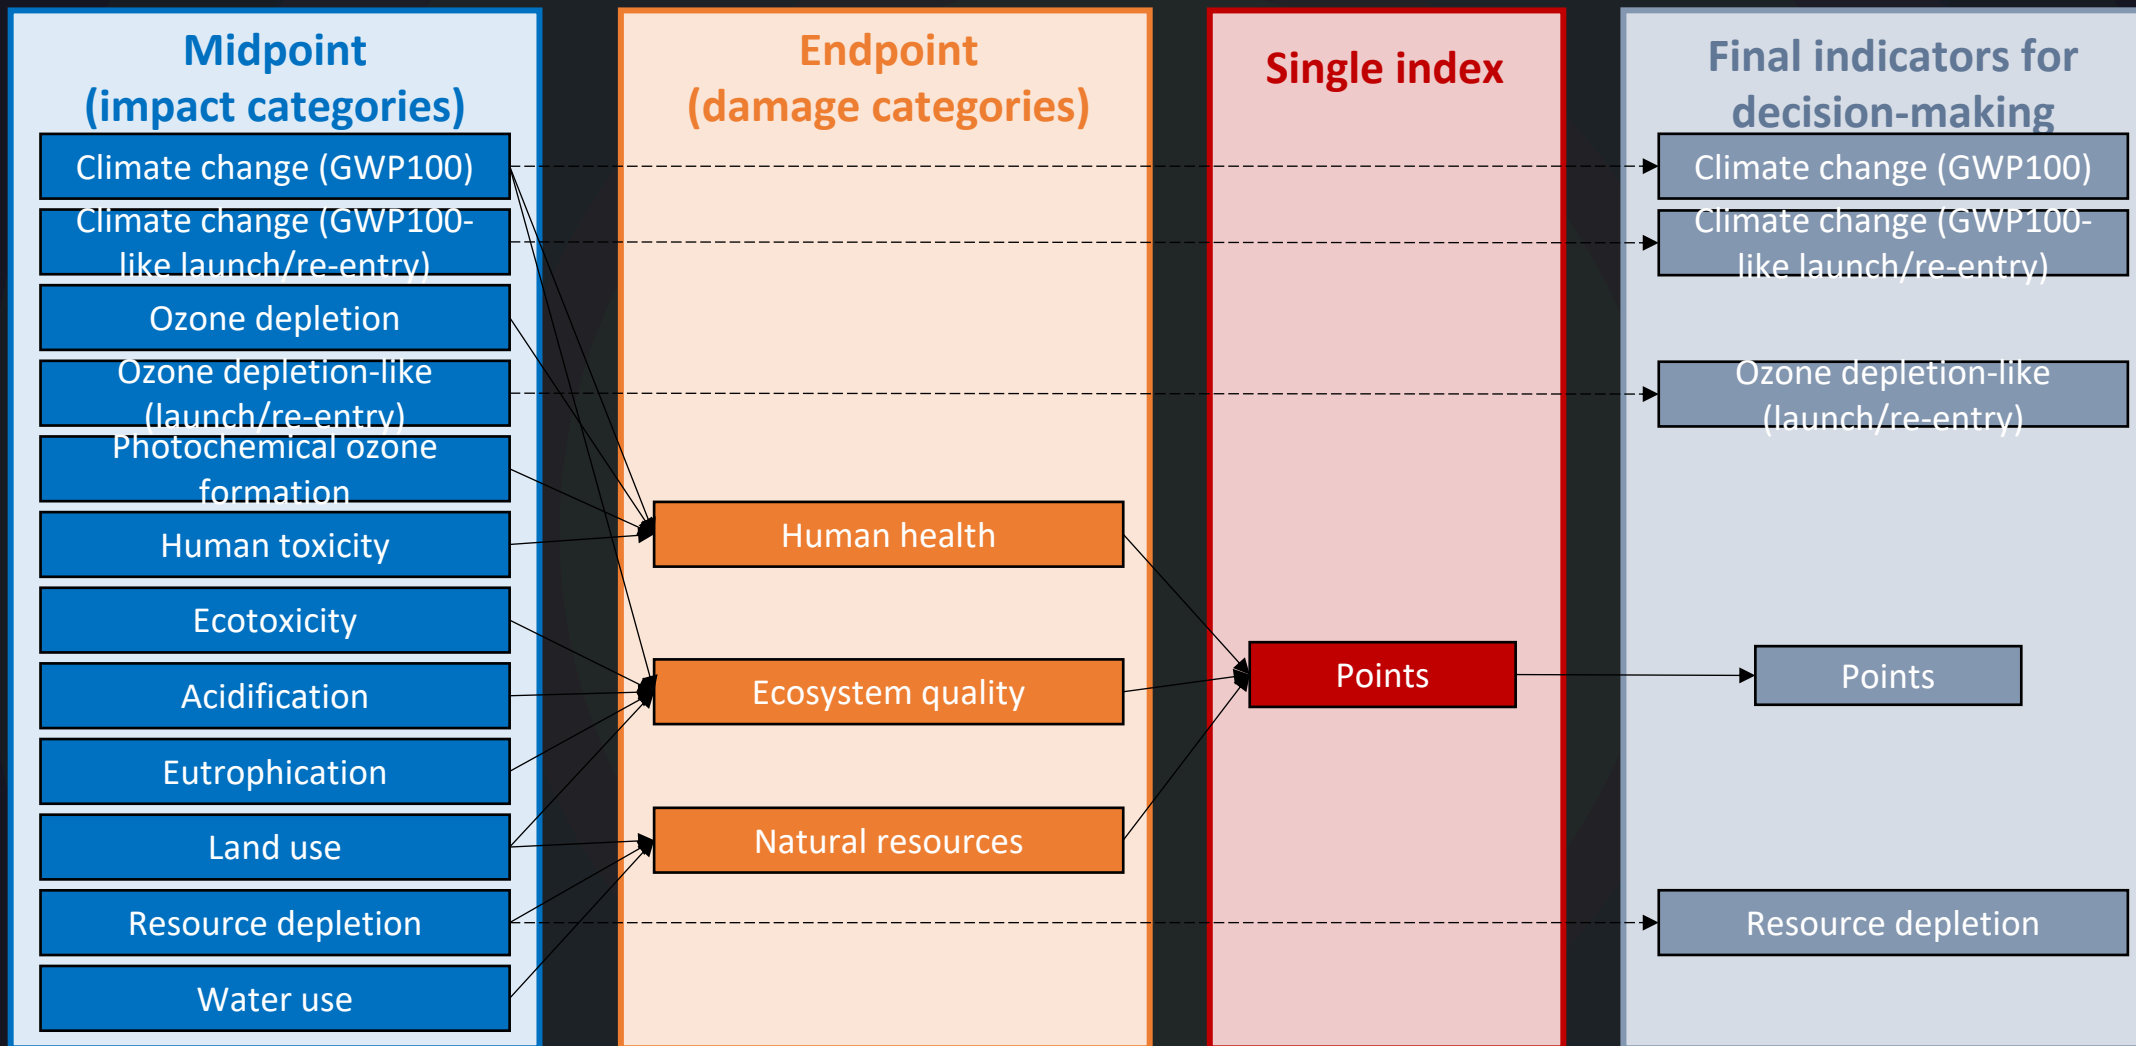 Midpoint
(impact categories)
Climate change (GWP100)
Climate change (GWP100-
like launch/re-entry)
Ozone depletion
Ozone depletion-like
(launch/re-entry)
Photochemical ozone
formation
Human toxicity
Ecotoxicity
Acidification
Eutrophication
Land use
Resource depletion
Water use
Endpoint
(damage categories)
Human health
Ecosystem quality
Natural resources
Single index
Points
Final indicators for
decision-making
Climate change (GWP100)
Climate change (GWP100-
like launch/re-entry)
Ozone depletion-like
(launch/re-entry)
Points
Resource depletion